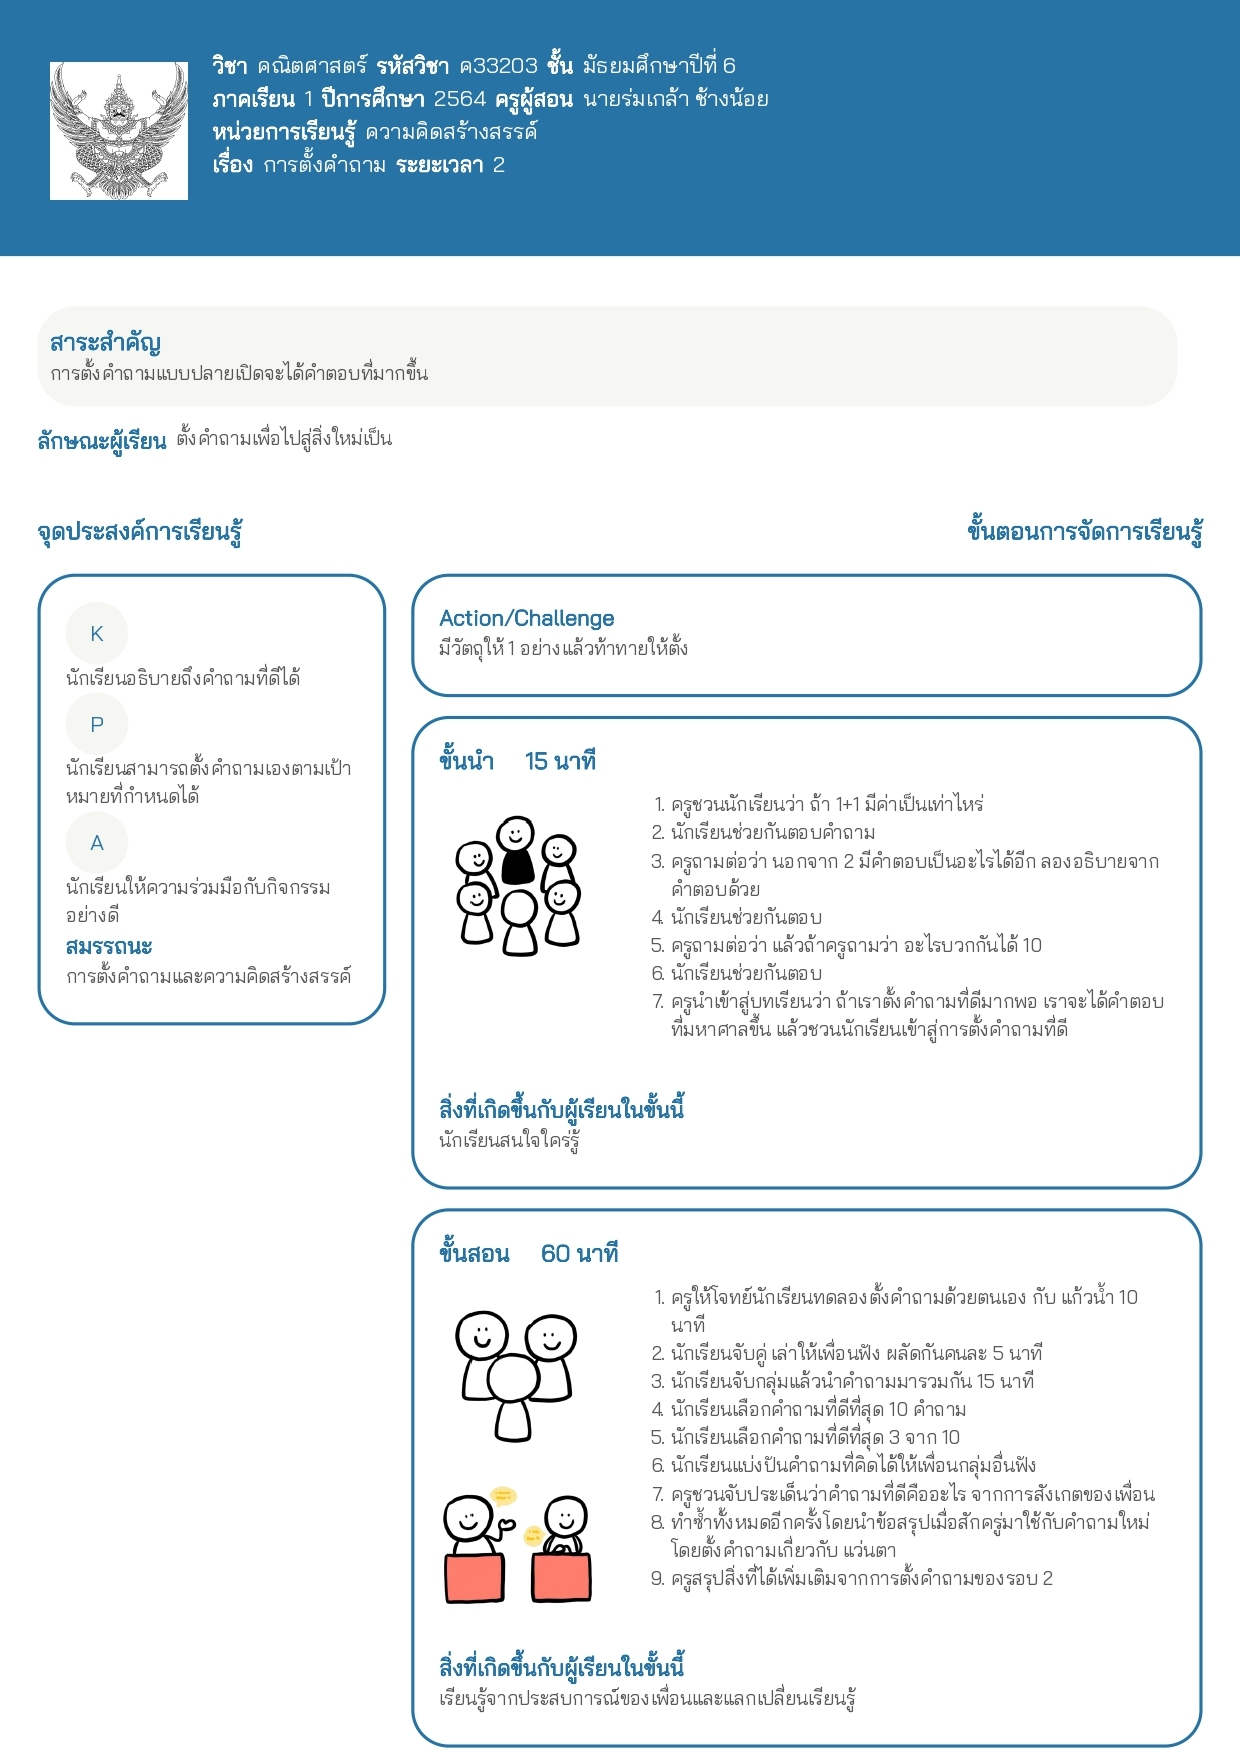 วิชา คณิตศาสตร์ รหัสวิชา ค33203 ชั้น มัธยมศึกษาปีที่ 6
ภาคเรียน 1 ปีการศึกษา 2564 ครูผู้สอน นายร่มเกล้า ช้างน้อย
หน่วยการเรียนรู้ ความคิดสร้างสรรค์
เรื่อง การตั้งคำถาม ระยะเวลา 2
สาระสำคัญ
การตั้งคำถามแบบปลายเปิดจะได้คำตอบที่มากขึ้น
ลักษณะผู้เรียน ตั้งคำถามเพื่อไปสู่สิ่งใหม่เป็น
จุดประสงค์การเรียนรู้
K
นักเรียนอธิบายถึงคำถามที่ดีได้
P
นักเรียนสามารถตั้งคำถามเองตามเป้า
หมายที่กำหนดได้
A
นักเรียนให้ความร่วมมือกับกิจกรรม
อย่างดี
สมรรถนะ
การตั้งคำถามและความคิดสร้างสรรค์
ขั้นตอนการจัดการเรียนรู้
Action/Challenge
มีวัตถุให้ 1 อย่างแล้วท้าทายให้ตั้ง
ขั้นนำ 15 นาที
1. ครูชวนนักเรียนว่า ถ้า 1+1 มีค่าเป็นเท่าไหร่
2. นักเรียนช่วยกันตอบคำถาม
3. ครูถามต่อว่า นอกจาก 2 มีคำตอบเป็นอะไรได้อีก ลองอธิบายจาก
คำตอบด้วย
4. นักเรียนช่วยกันตอบ
5. ครูถามต่อว่า แล้วถ้าครูถามว่า อะไรบวกกันได้ 10
6. นักเรียนช่วยกันตอบ
7. ครูนำเข้าสู่บทเรียนว่า ถ้าเราตั้งคำถามที่ดีมากพอ เราจะได้คำตอบ
ที่มหาศาลขึ้น แล้วชวนนักเรียนเข้าสู่การตั้งคำถามที่ดี
สิ่งที่เกิดขึ้นกับผู้เรียนในขั้นนี้
นักเรียนสนใจใคร่รู้
ขั้นสอน 60 นาที
1. ครูให้โจทย์นักเรียนทดลองตั้งคำถามด้วยตนเอง กับ แก้วน้ำ 10
นาที
2. นักเรียนจับคู่ เล่าให้เพื่อนฟัง ผลัดกันคนละ 5 นาที
3. นักเรียนจับกลุ่มแล้วนำคำถามมารวมกัน 15 นาที
4. นักเรียนเลือกคำถามที่ดีที่สุด 10 คำถาม
5. นักเรียนเลือกคำถามที่ดีที่สุด 3 จาก 10
6. นักเรียนแบ่งปันคำถามที่คิดได้ให้เพื่อนกลุ่มอื่นฟัง
7. ครูชวนจับประเด็นว่าคำถามที่ดีคืออะไร จากการสังเกตของเพื่อน
8. ทำซ้ำทั้งหมดอีกครั้งโดยนำข้อสรุปเมื่อสักครู่มาใช้กับคำถามใหม่
โดยตั้งคำถามเกี่ยวกับ แว่นตา
9. ครูสรุปสิ่งที่ได้เพิ่มเติมจากการตั้งคำถามของรอบ 2
สิ่งที่เกิดขึ้นกับผู้เรียนในขั้นนี้
เรียนรู้จากประสบการณ์ของเพื่อนและแลกเปลี่ยนเรียนรู้